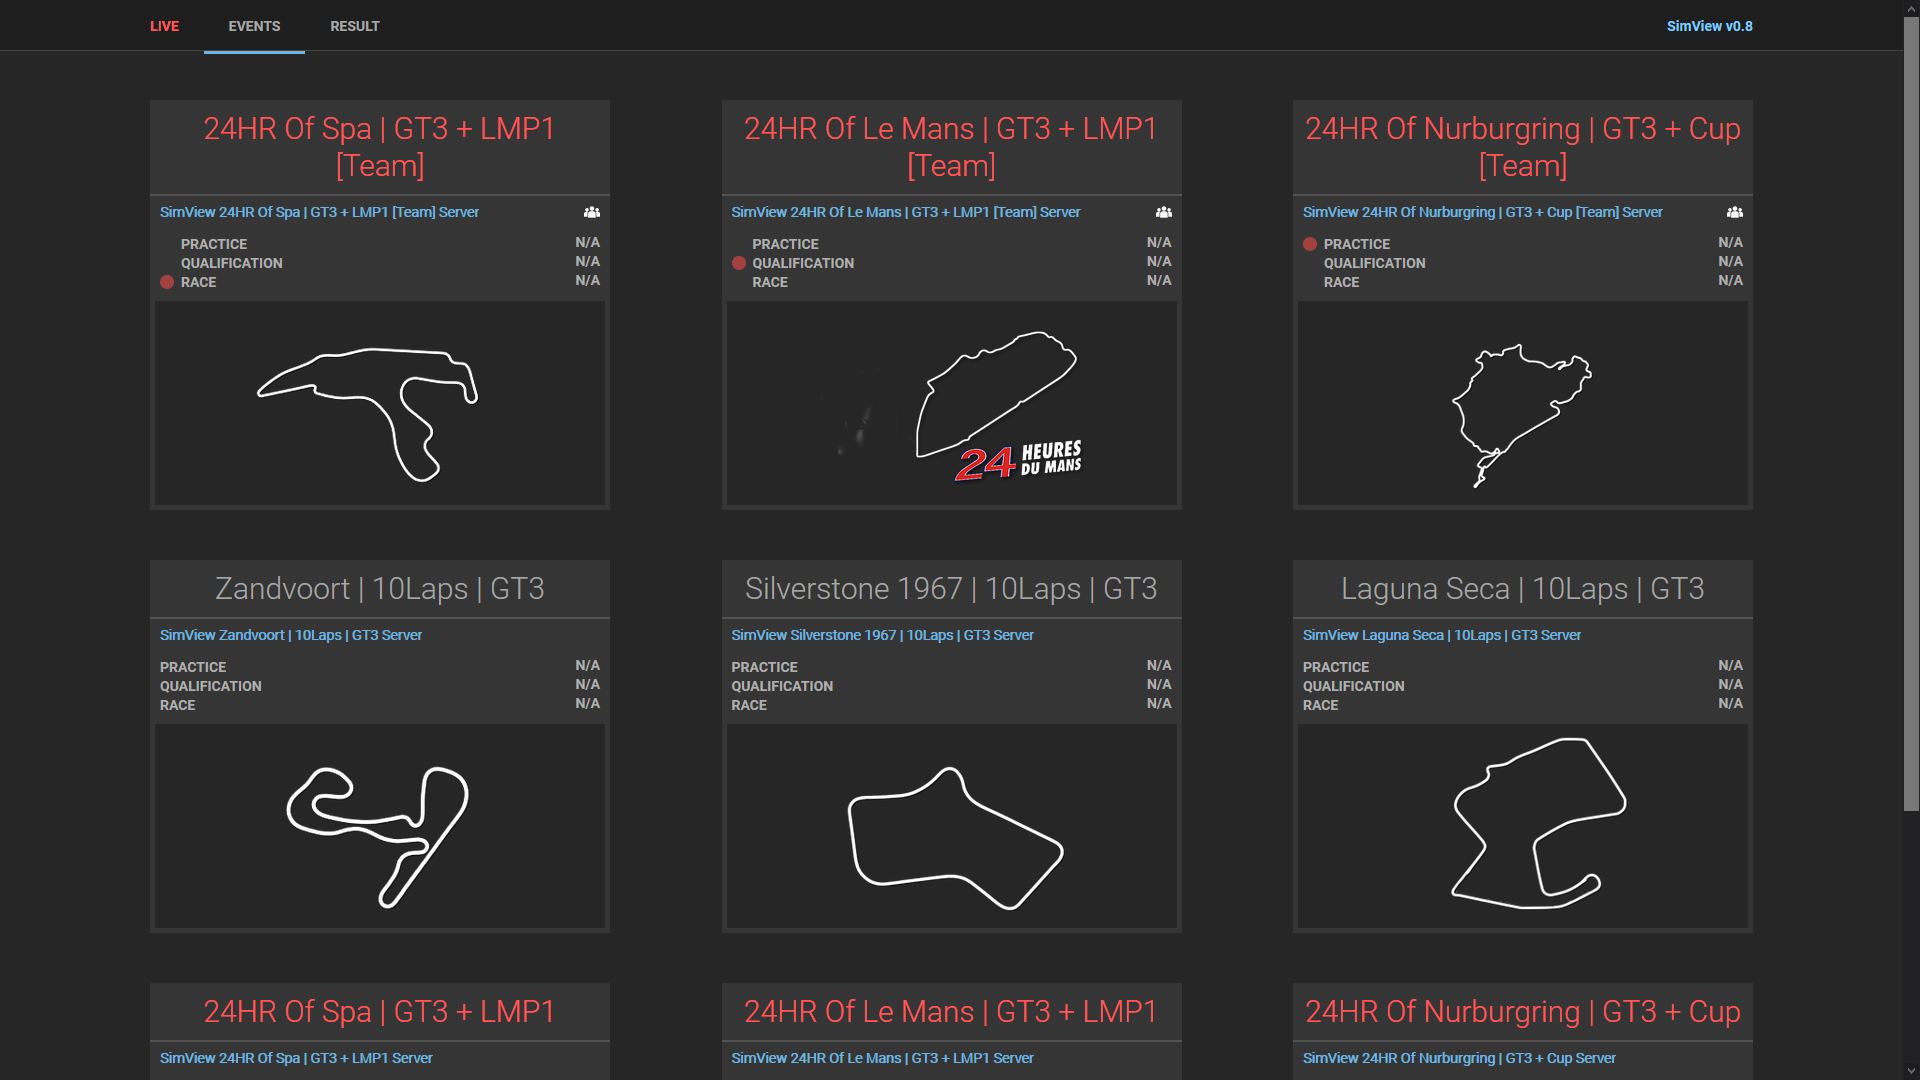 LIVE EVENTS RESULT SimView v0.8
24HR Of Spa | GT3 + LMP1
[Team]
SimView 24HR Of Spa | GT3 + LMP1 [Team] Server
PRACTICE N/A
QUALIFICATION N/A
RACE N/A
24HR Of Le Mans | GT3 + LMP1
[Team]
SimView 24HR Of Le Mans | GT3 + LMP1 [Team] Server
PRACTICE N/A
QUALIFICATION N/A
RACE N/A
24 HEURES
DU MANS
24HR Of Nurburgring | GT3 + Cup
[Team]
SimView 24HR Of Nurburgring | GT3 + Cup [Team] Server
PRACTICE N/A
QUALIFICATION N/A
RACE N/A
Zandvoort | 10Laps | GT3
SimView Zandvoort | 10Laps | GT3 Server
PRACTICE N/A
QUALIFICATION N/A
RACE N/A
Silverstone 1967 | 10Laps | GT3
SimView Silverstone 1967 | 10Laps | GT3 Server
PRACTICE N/A
QUALIFICATION N/A
RACE N/A
Laguna Seca | 10Laps | GT3
SimView Laguna Seca | 10Laps | GT3 Server
PRACTICE N/A
QUALIFICATION N/A
RACE N/A
24HR Of Spa | GT3 + LMP1
SimView 24HR Of Spa | GT3 + LMP1 Server
24HR Of Le Mans | GT3 + LMP1
SimView 24HR Of Le Mans | GT3 + LMP1 Server
24HR Of Nurburgring | GT3 + Cup
SimView 24HR Of Nurburgring | GT3 + Cup Server